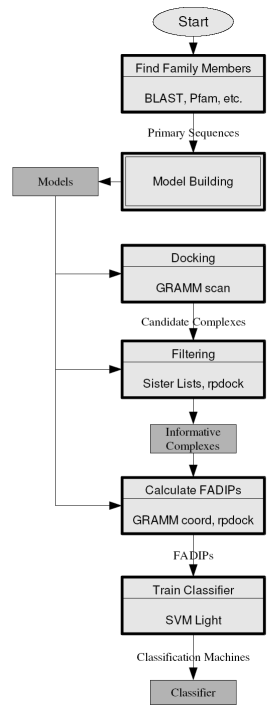 Start
Find Family Members
BLAST, Pfam, etc.
Primary Sequences
Models
Model Building
Docking
GRAMM scan
Candidate Complexes
Filtering
Sister Lists, rpdock
Informative
Complexes
Calculate FADIPs
GRAMM coord, rpdock
FADIPs
Train Classifier
SVM Light
Classification Machines
Classifier